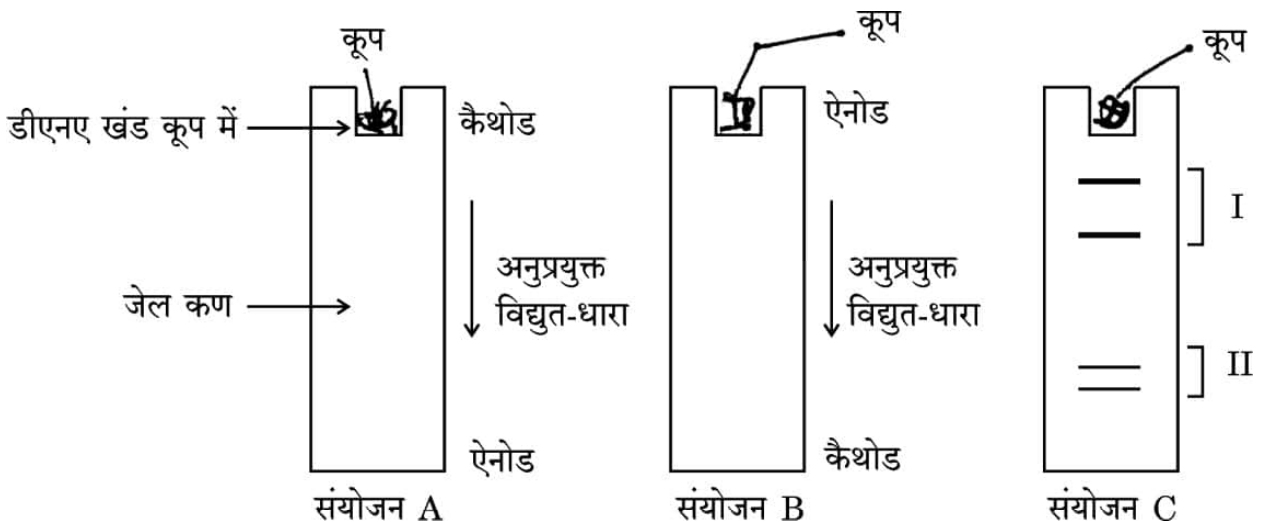 कूप
डीएनए खंड कूप में
कैथोड
जेल कण
अनुप्रयुक्त
विद्युत-धारा
ऐनोड
संयोजन A
कूप
ऐनोड
अनुप्रयुक्त
विद्युत-धारा
कैथोड
संयोजन B
कूप
I
II
संयोजन C